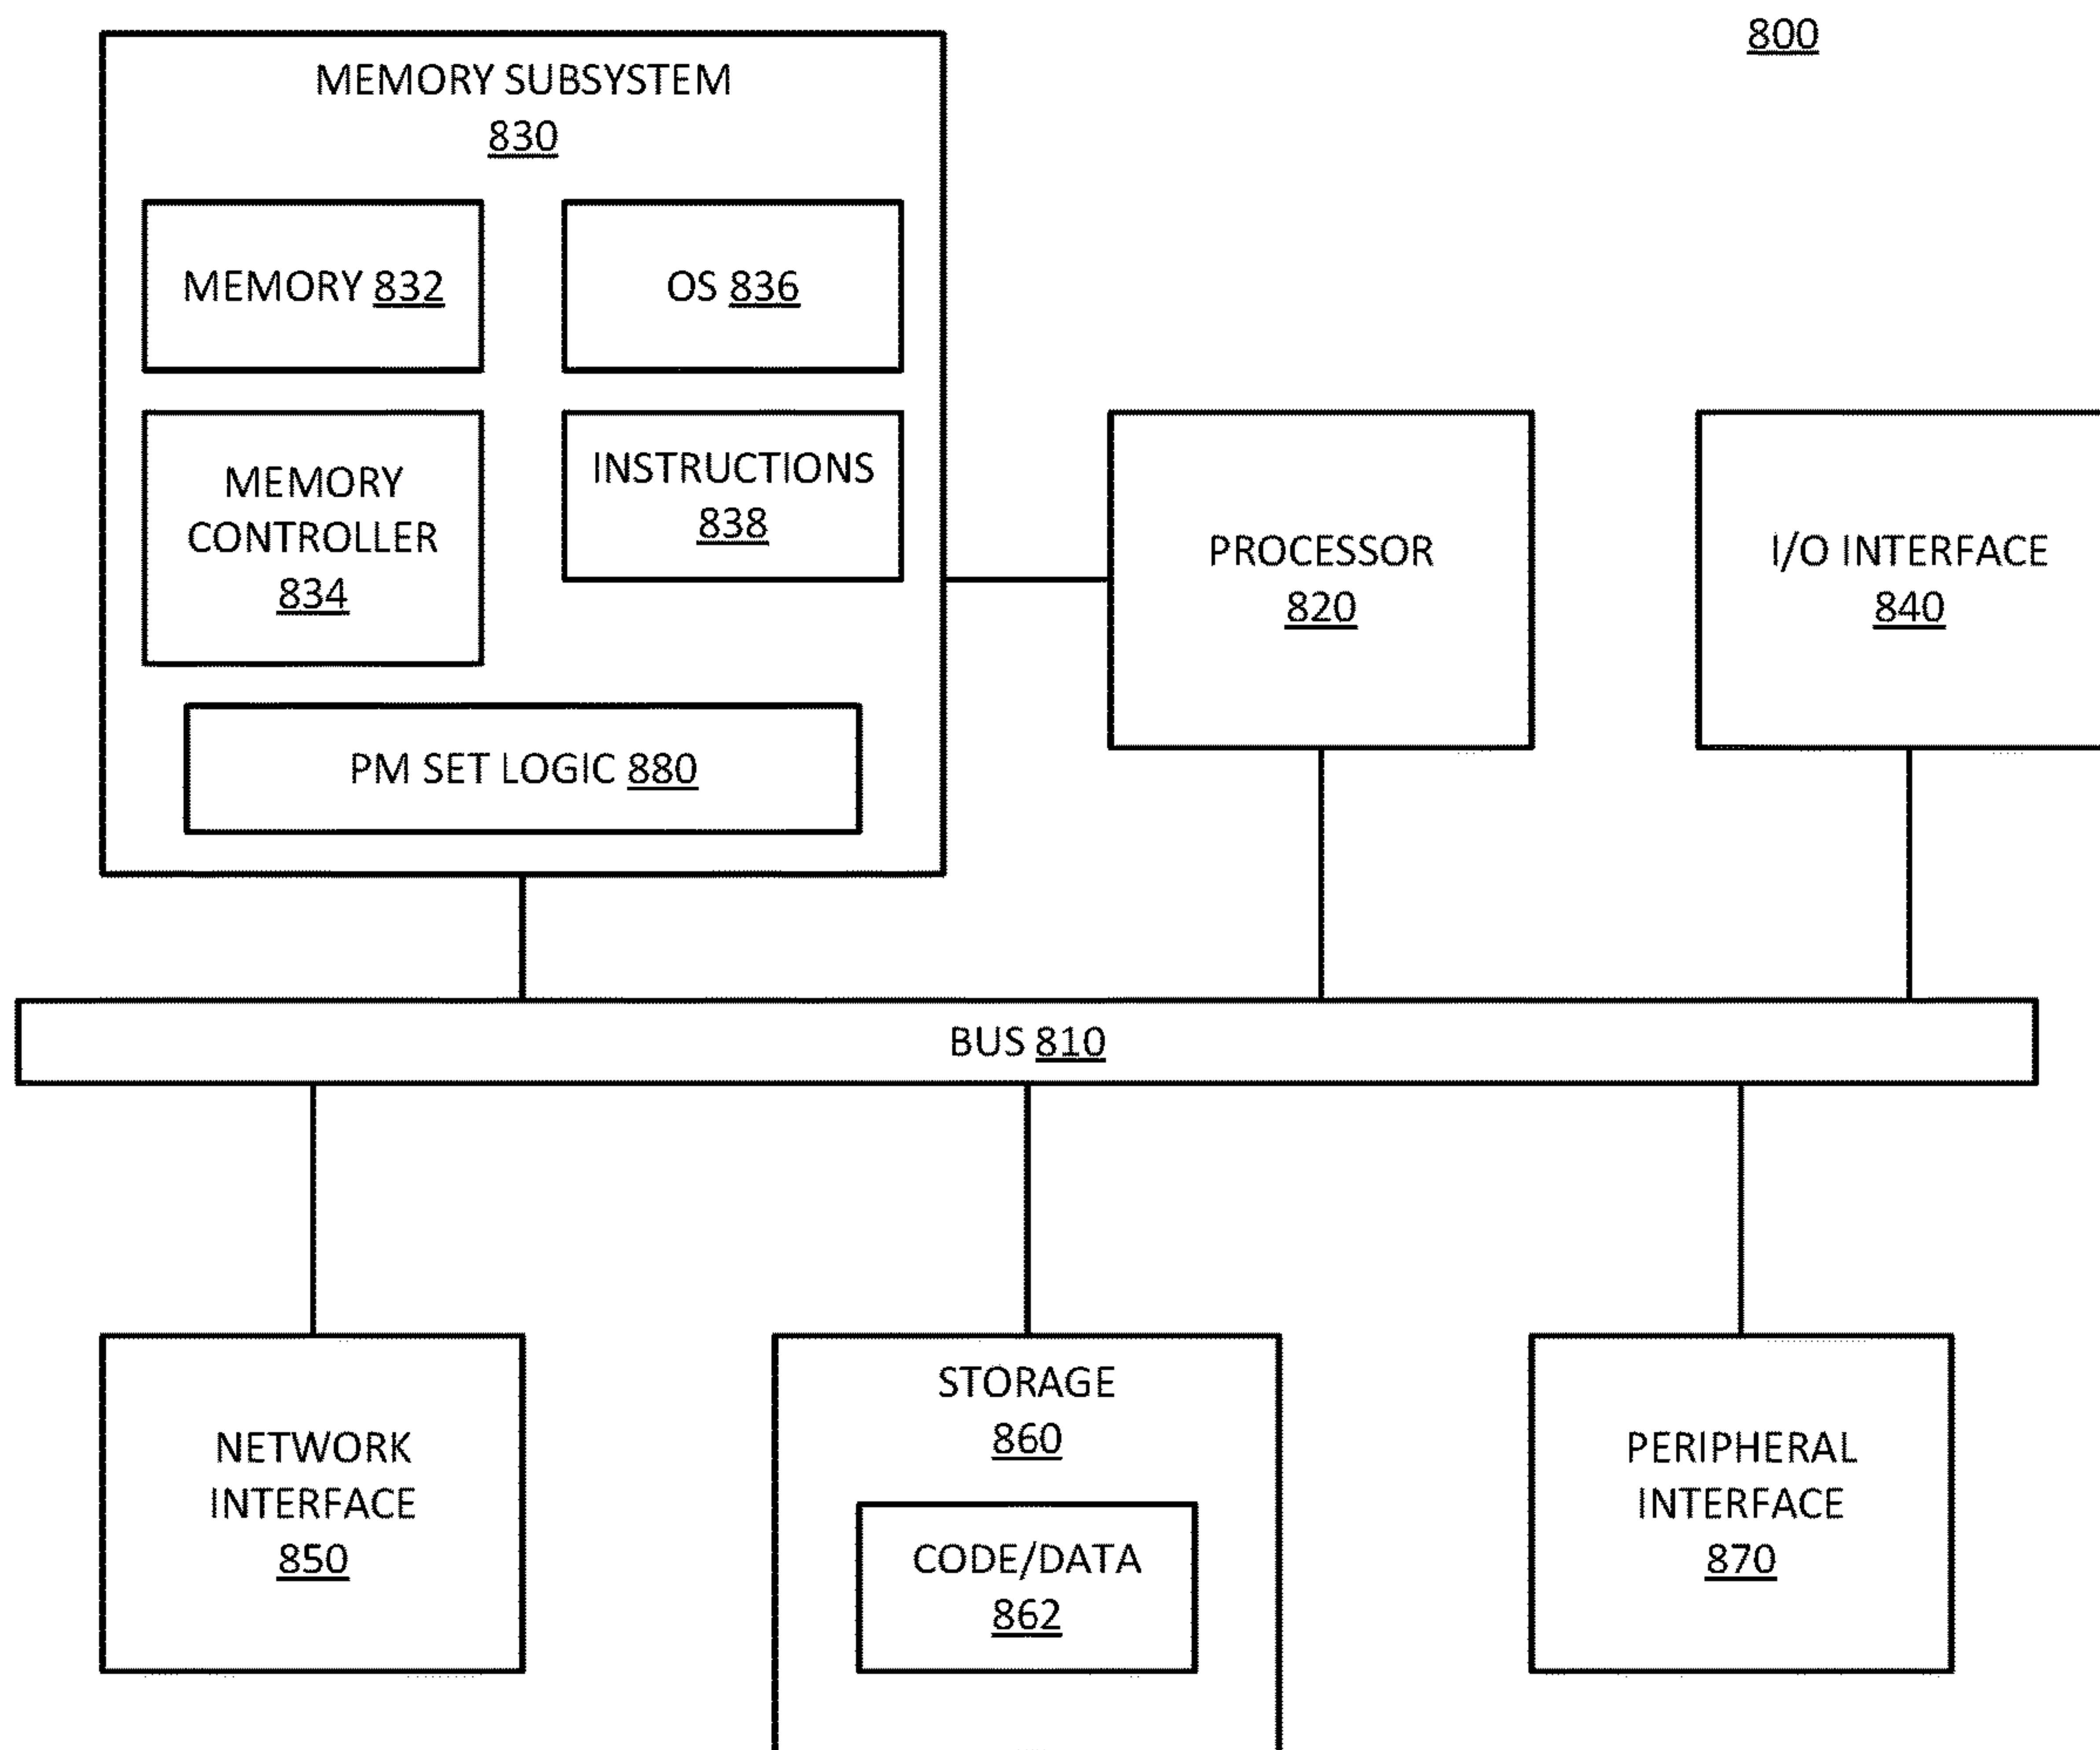 800
MEMORY SUBSYSTEM
830
MEMORY 832
OS 836
MEMORY
CONTROLLER
834
INSTRUCTIONS
838
PM SET LOGIC 880
PROCESSOR
820
I/O INTERFACE
840
BUS 810
NETWORK
INTERFACE
850
STORAGE
860
CODE/DATA
862
PERIPHERAL
INTERFACE
870